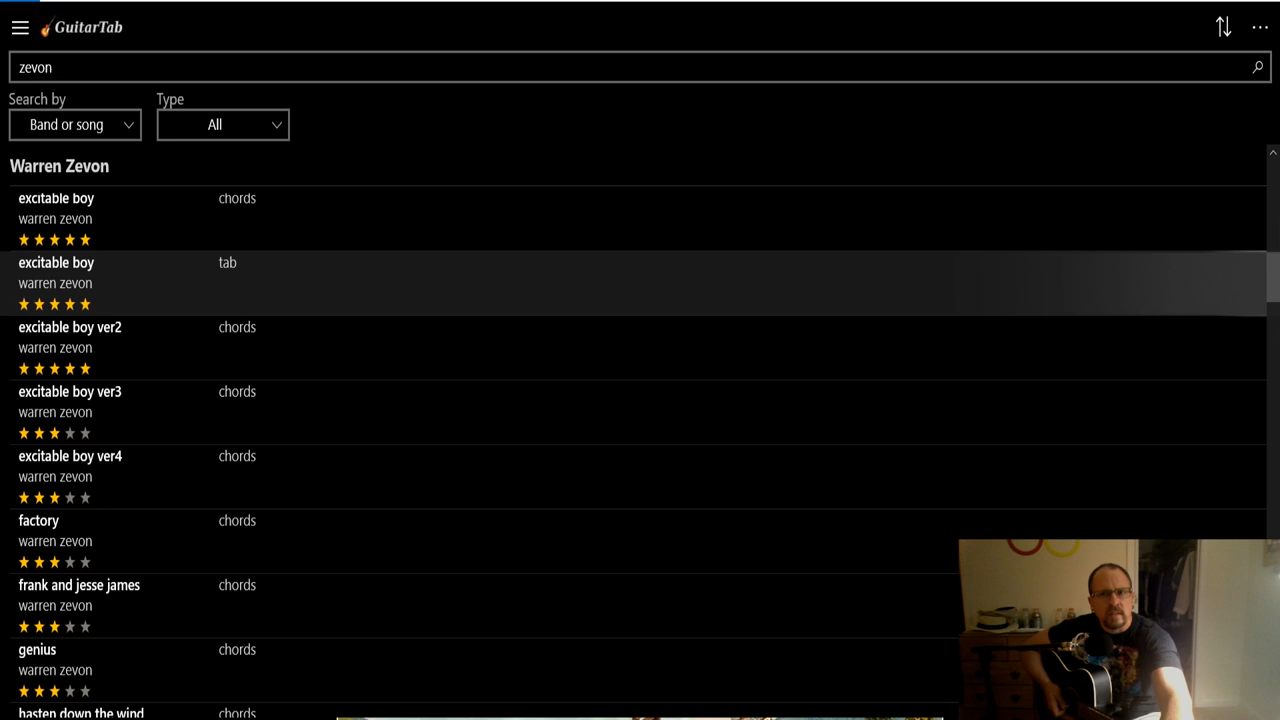 GuitarTab
zevon
Search by
Type
Band or song
All
Warren Zevon
excitable boy
chords
warren zevon
excitable boy
tab
warren zevon
excitable boy ver2
chords
warren zevon
excitable boy ver3
chords
warren zevon
excitable boy ver4
chords
warren zevon
factory
chords
warren zevon
frank and jesse james
chords
warren zevon
genius
chords
warren zevon
hasten down the wind
chords